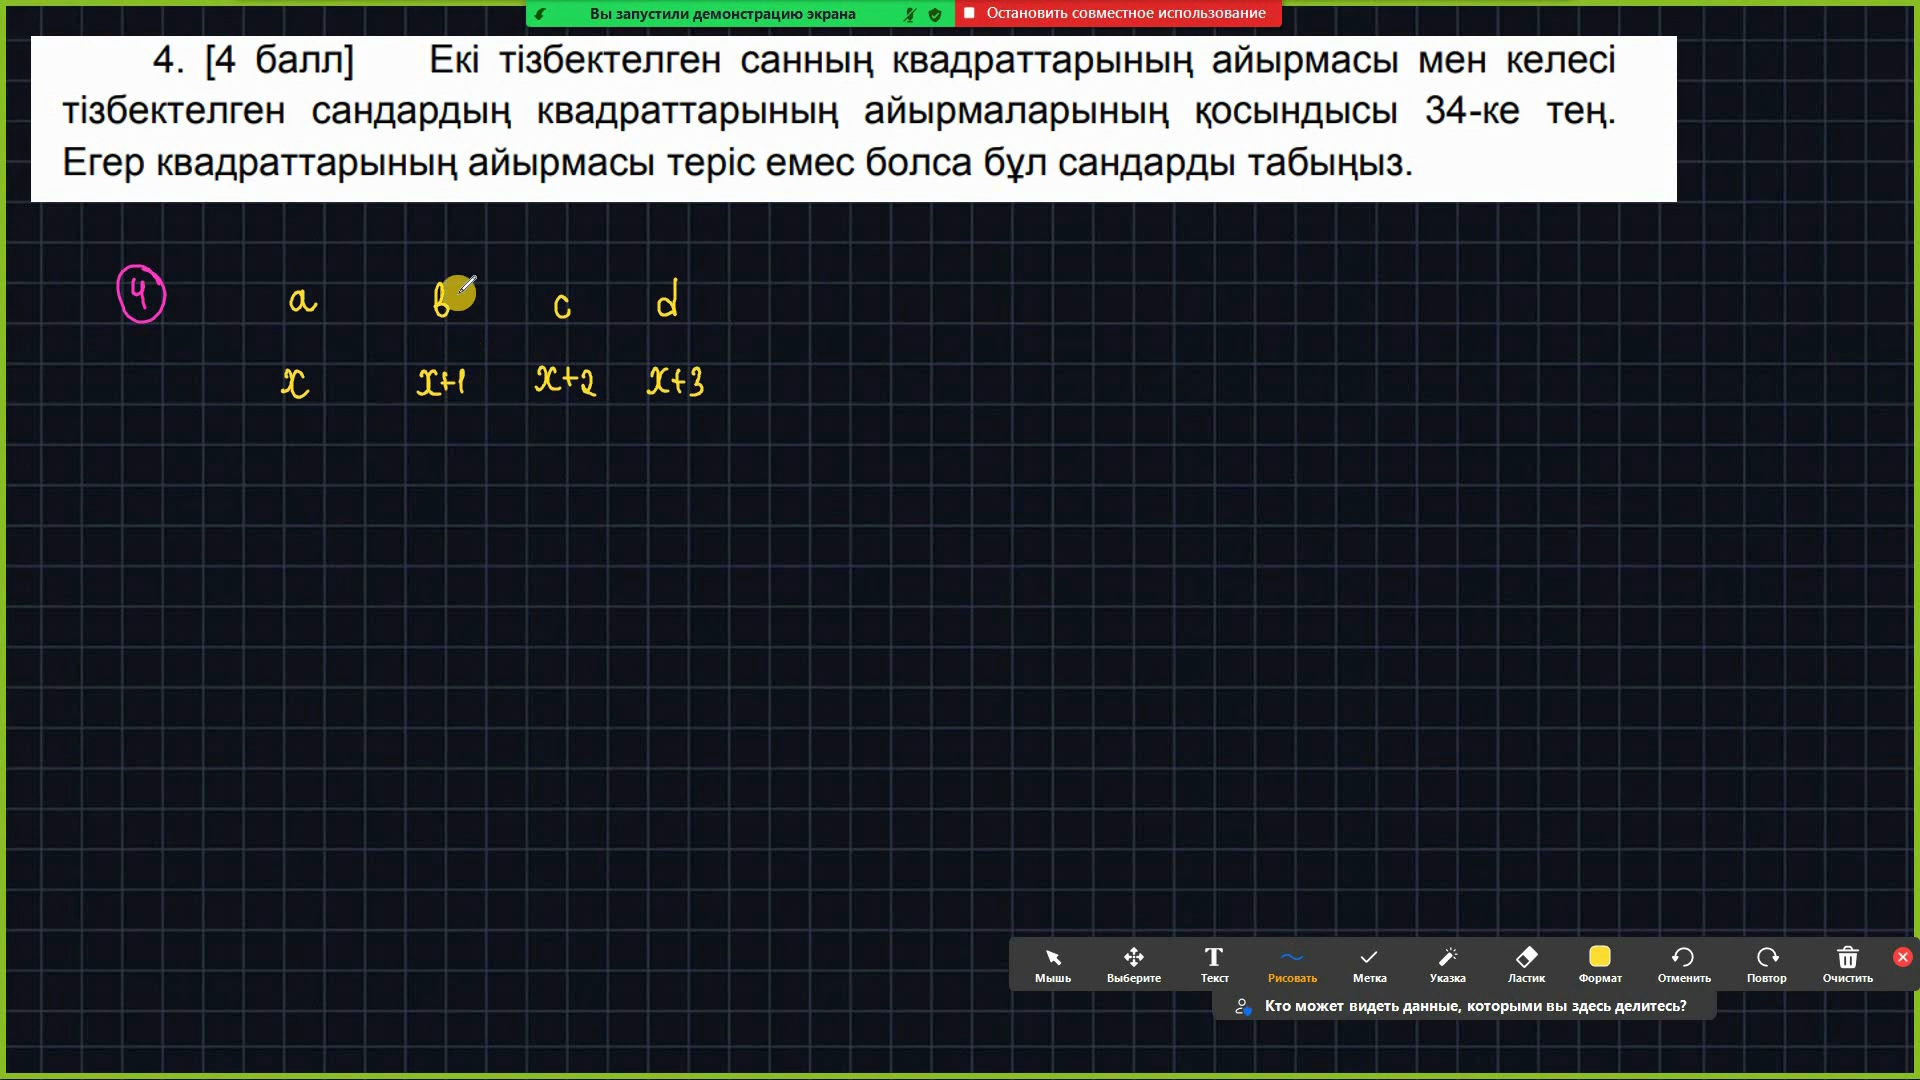 Вы запустили демонстрацию экрана
Остановить совместное использование
4. [4 балл] Екі тізбектелген санның квадраттарының айырмасы мен келесі
тізбектелген сандардың квадраттарының айырмаларының қосындысы 34-ке тең.
Егер квадраттарының айырмасы теріс емес болса бұл сандарды табыңыз.
4 a в c d
x x+1 x+2 x+3
Мышь Выберите Текст Рисовать Метка Указка Ластик Формат Отменить Повтор Очистить
Кто может видеть данные, которыми вы здесь делитесь?